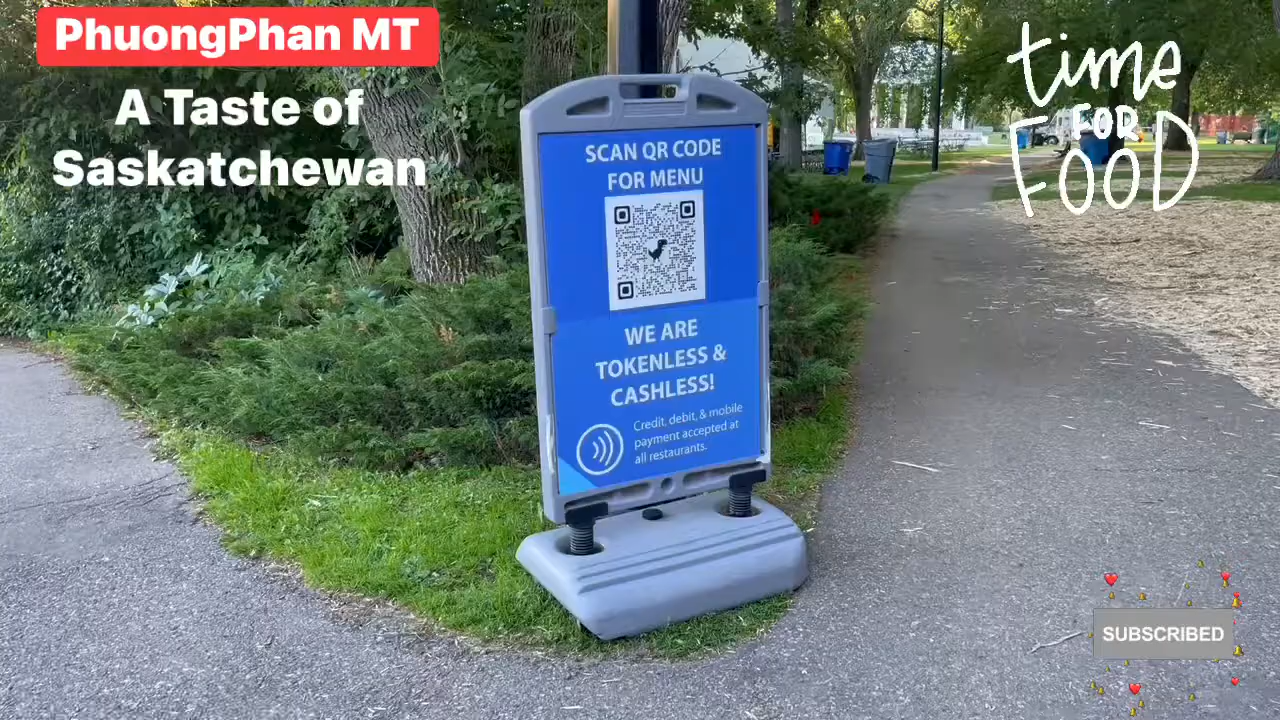 PhuongPhan MT
A Taste of
Saskatchewan
time
FOR
FOOD
SCAN QR CODE
FOR MENU
WE ARE
TOKENLESS &
CASHLESS!
Credit, debit, & mobile
payment accepted at
all restaurants.
SUBSCRIBED